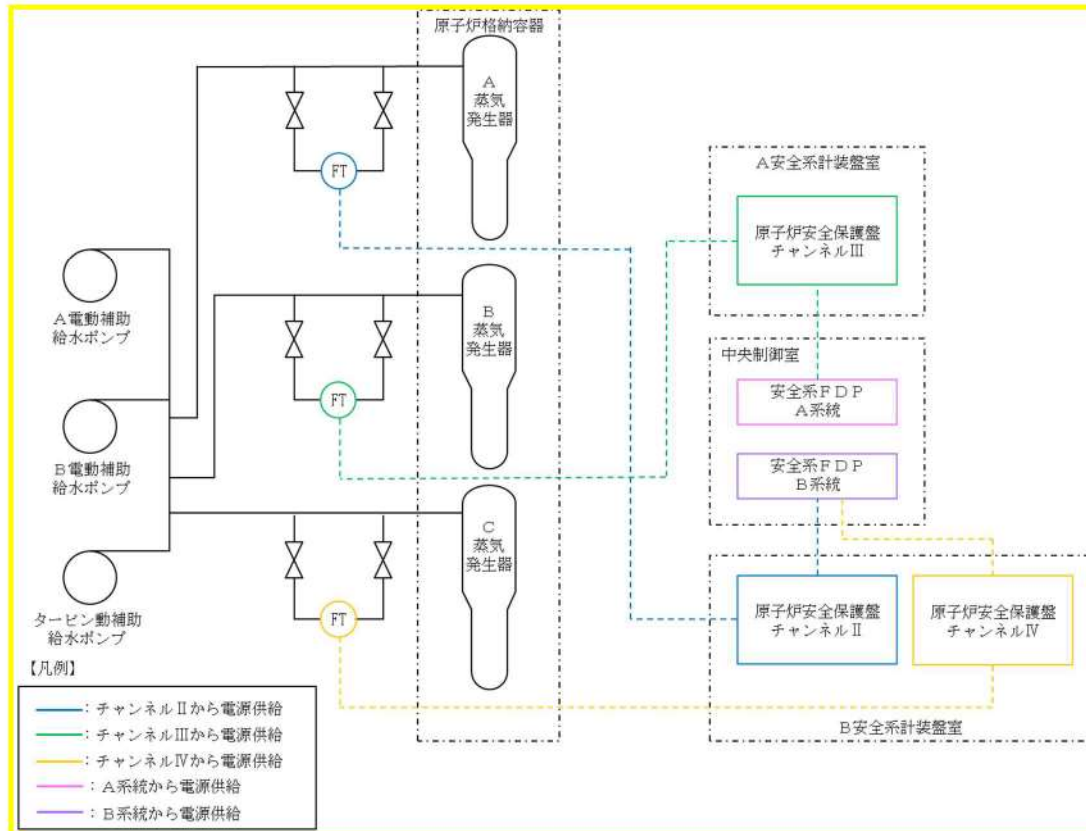 原子炉格納容器
A
蒸気
発生器
FT
A電動補助
給水ポンプ
B
蒸気
発生器
FT
B電動補助
給水ポンプ
C
蒸気
発生器
FT
タービン動補助
給水ポンプ
A安全系計装盤室
原子炉安全保護盤
チャンネルⅢ
中央制御室
安全系FDP
A系統
安全系FDP
B系統
原子炉安全保護盤
チャンネルⅡ
原子炉安全保護盤
チャンネルⅣ
B安全系計装盤室
【凡例】
:チャンネルⅡから電源供給
:チャンネルⅢから電源供給
:チャンネルⅣから電源供給
:A系統から電源供給
:B系統から電源供給